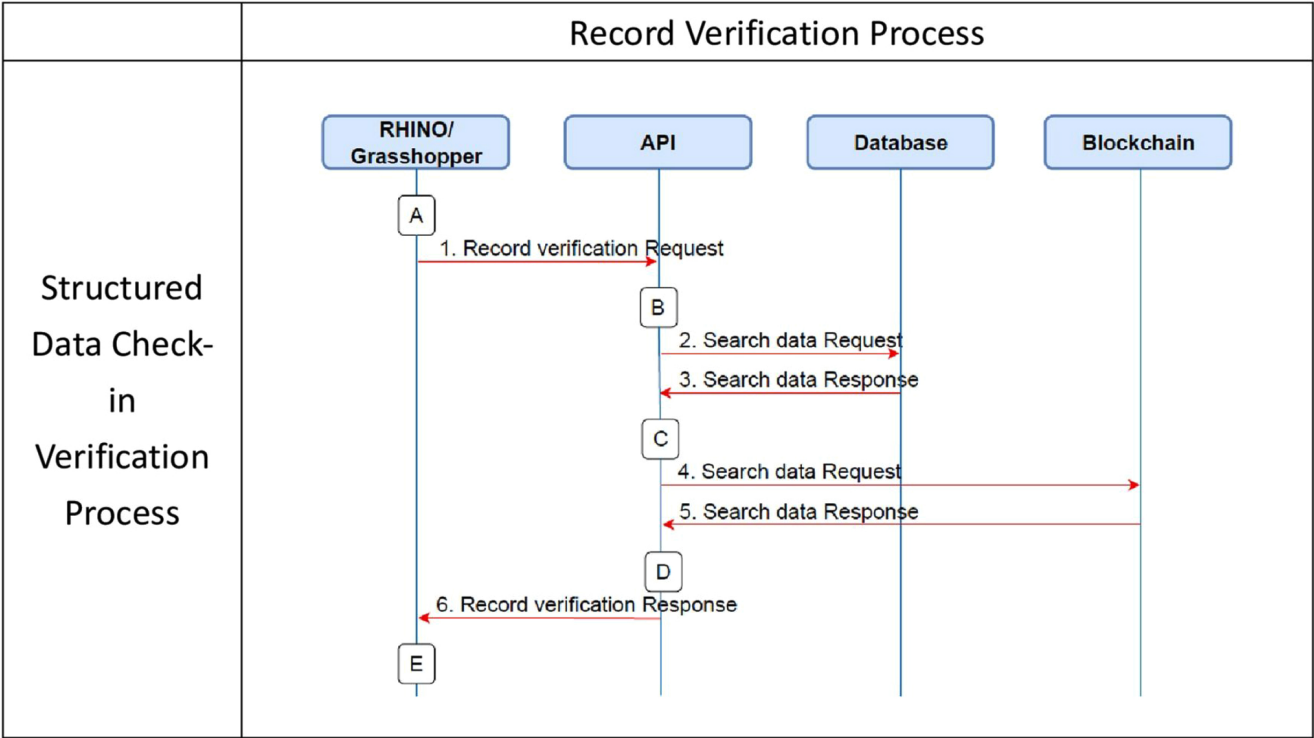 Record Verification Process
Structured
Data Check-
in
Verification
Process
RHINO/
Grasshopper
API
Database
Blockchain
A
1. Record verification Request
B
2. Search data Request
3. Search data Response
C
4. Search data Request
5. Search data Response
D
6. Record verification Response
E